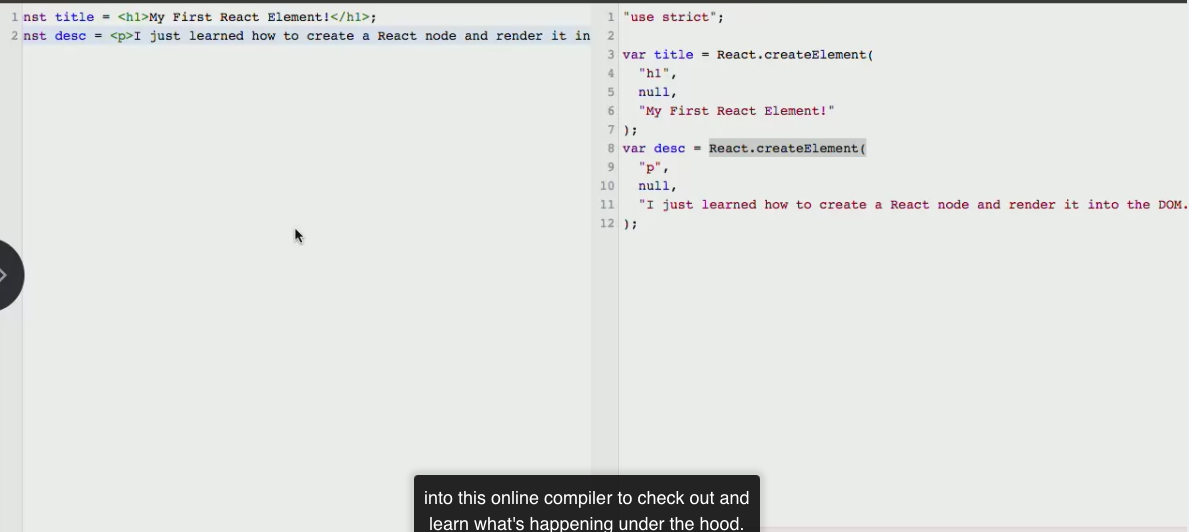 1 nst title = <h1>My First React Element!</h1>;
2 nst desc = <p>I just learned how to create a React node and render it in
1 "use strict";
2
3 var title = React.createElement(
4 "h1",
5 null,
6 "My First React Element!"
7 );
8 var desc = React.createElement(
9 "p",
10 null,
11 "I just learned how to create a React node and render it into the DOM.
12 );
into this online compiler to check out and
learn what's happening under the hood.